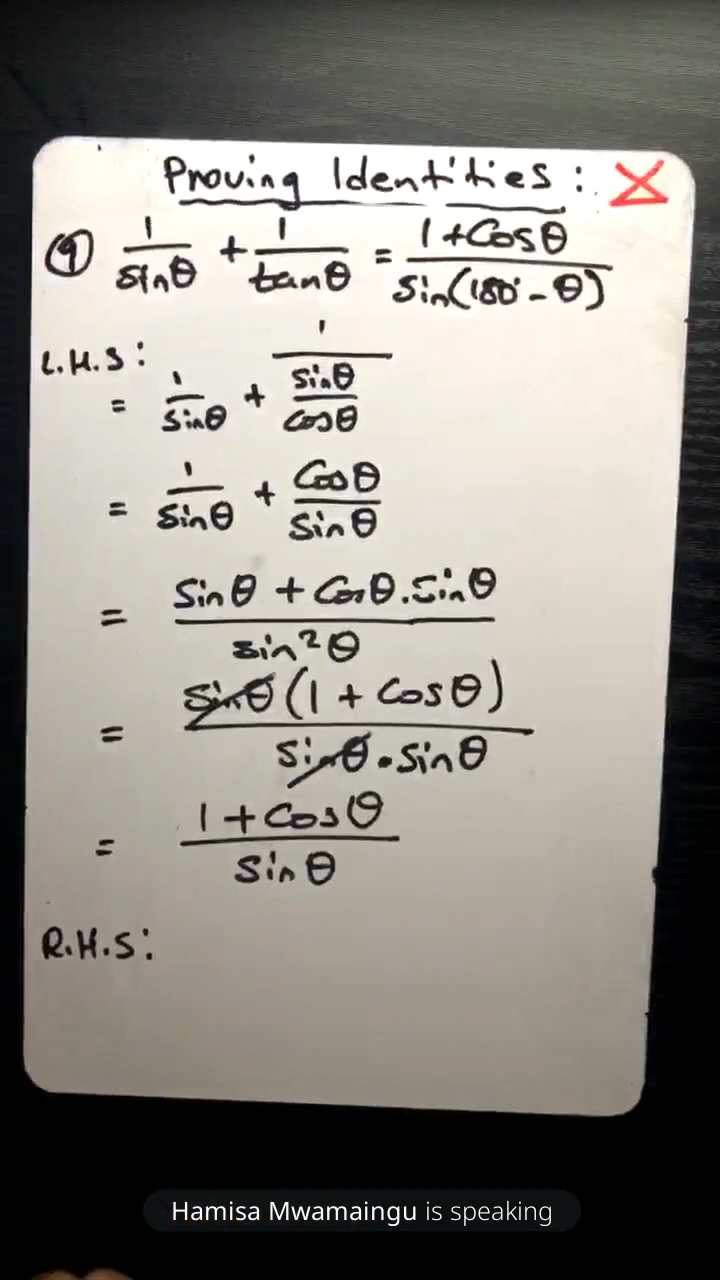 Proving Identities: X
9 1/sinθ + 1/tanθ = 1+Cosθ/sin(180° - θ)
L.H.S:
= 1/sinθ + 1/sinθ/cosθ
= 1/sinθ + Cosθ/sinθ
= sinθ + Cosθ.sinθ/sin²θ
= sinθ(1 + Cosθ)/sinθ.sinθ
= 1 + Cosθ/sinθ
R.H.S:
Hamisa Mwamaingu is speaking